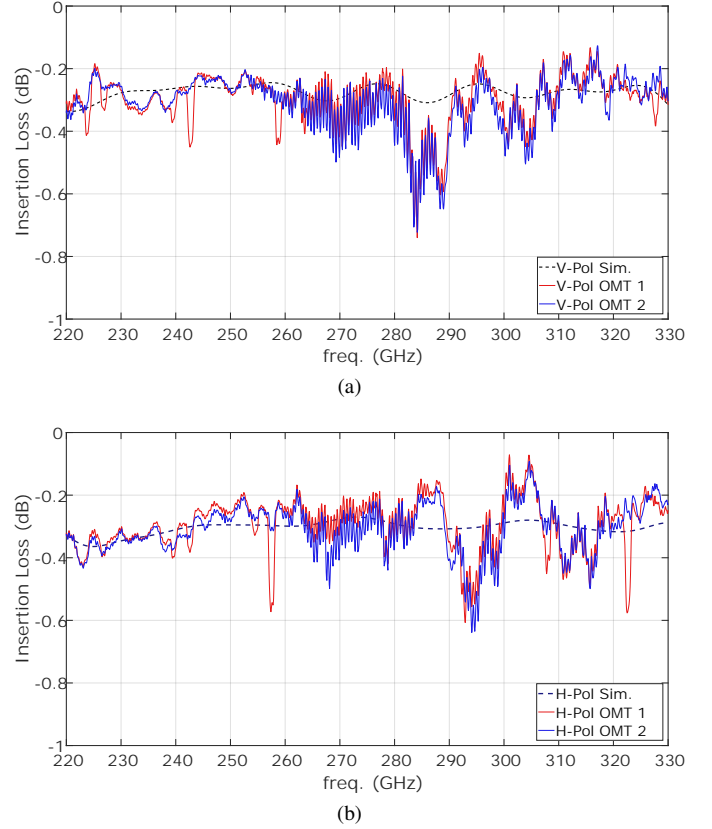 0
-0.2
-0.4
-0.6
-0.8
-1
Insertion Loss (dB)
V-Pol Sim.
V-Pol OMT 1
V-Pol OMT 2
220 230 240 250 260 270 280 290 300 310 320 330
freq. (GHz)
(a)
0
-0.2
-0.4
-0.6
-0.8
-1
Insertion Loss (dB)
H-Pol Sim.
H-Pol OMT 1
H-Pol OMT 2
220 230 240 250 260 270 280 290 300 310 320 330
freq. (GHz)
(b)